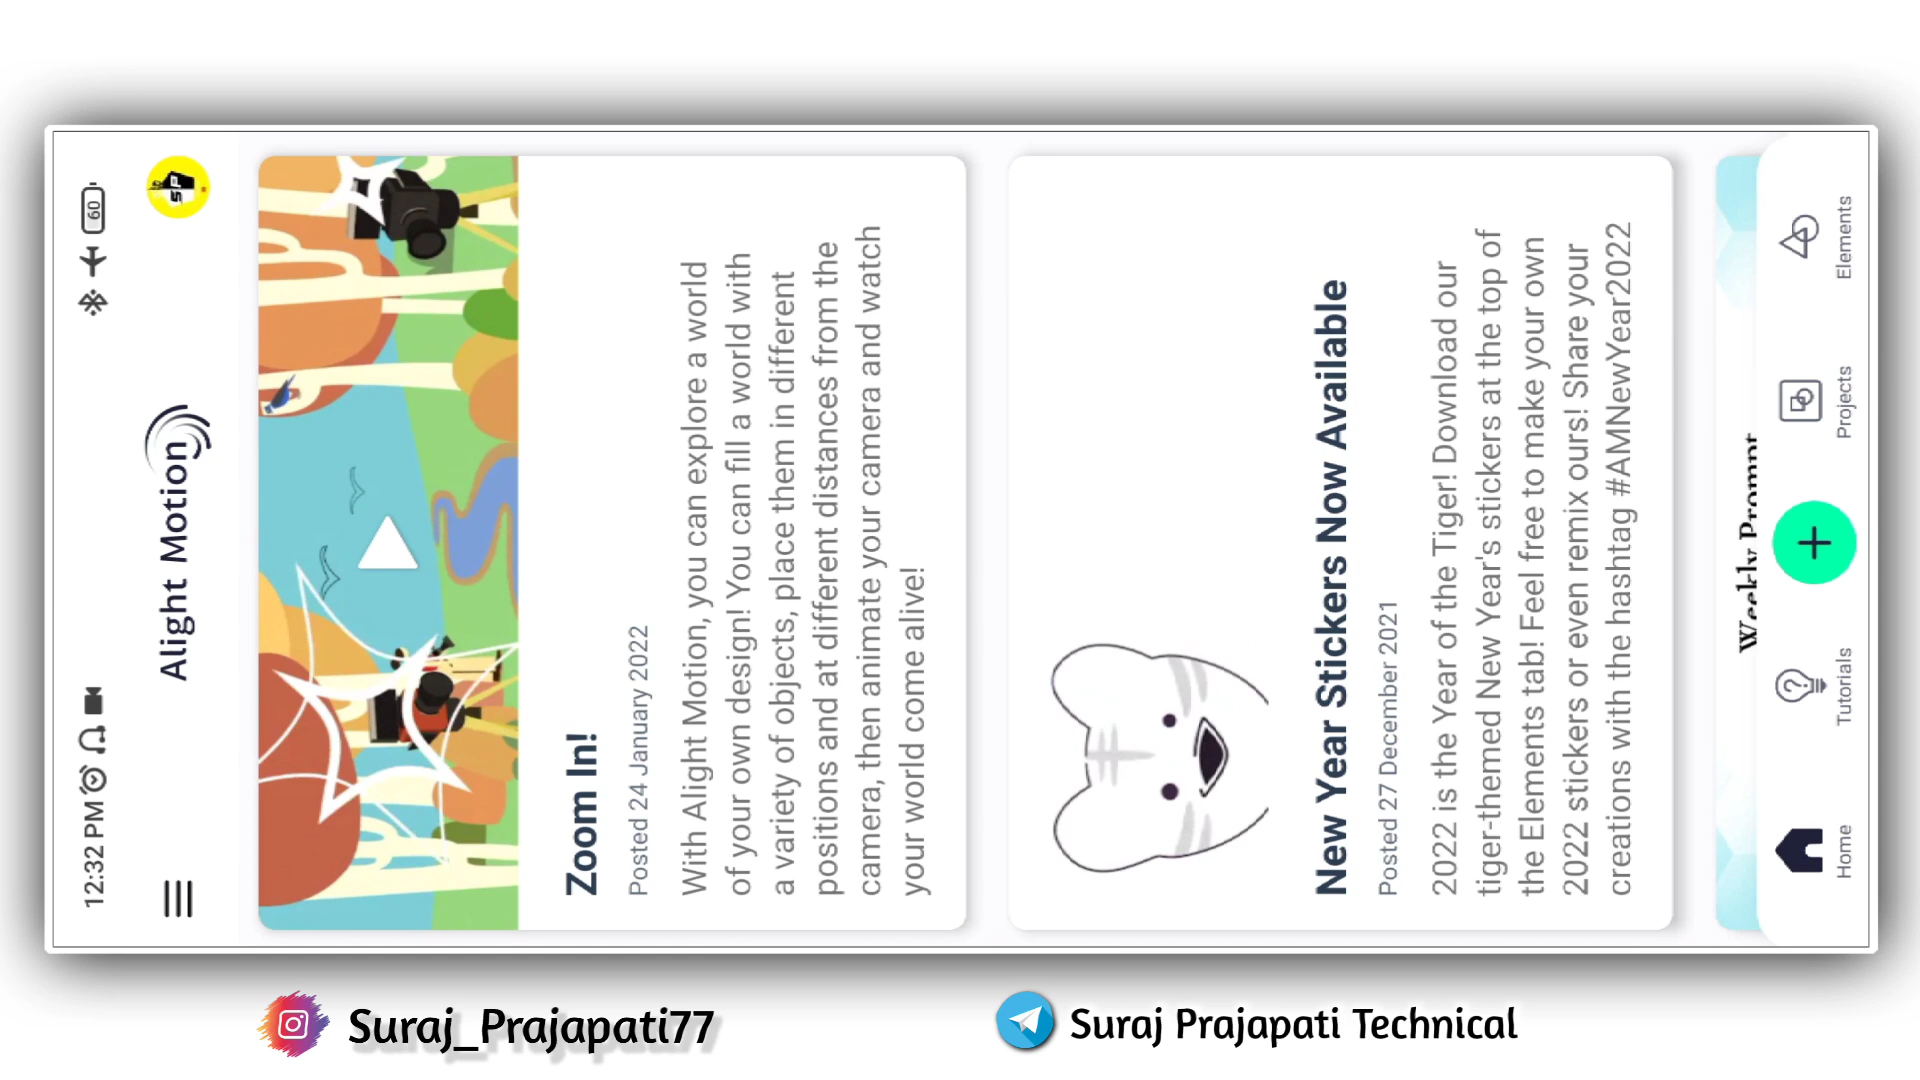 12:32 PM
60
Alight Motion
SP
Zoom In!
Posted 24 January 2022
With Alight Motion, you can explore a world
of your own design! You can fill a world with
a variety of objects, place them in different
positions and at different distances from the
camera, then animate your camera and watch
your world come alive!
New Year Stickers Now Available
Posted 27 December 2021
2022 is the Year of the Tiger! Download our
tiger-themed New Year's stickers at the top of
the Elements tab! Feel free to make your own
2022 stickers or even remix ours! Share your
creations with the hashtag #AMNewYear2022
Weekly Prompt
Home
Tutorials
Projects
Elements
Suraj_Prajapati77
Suraj Prajapati Technical